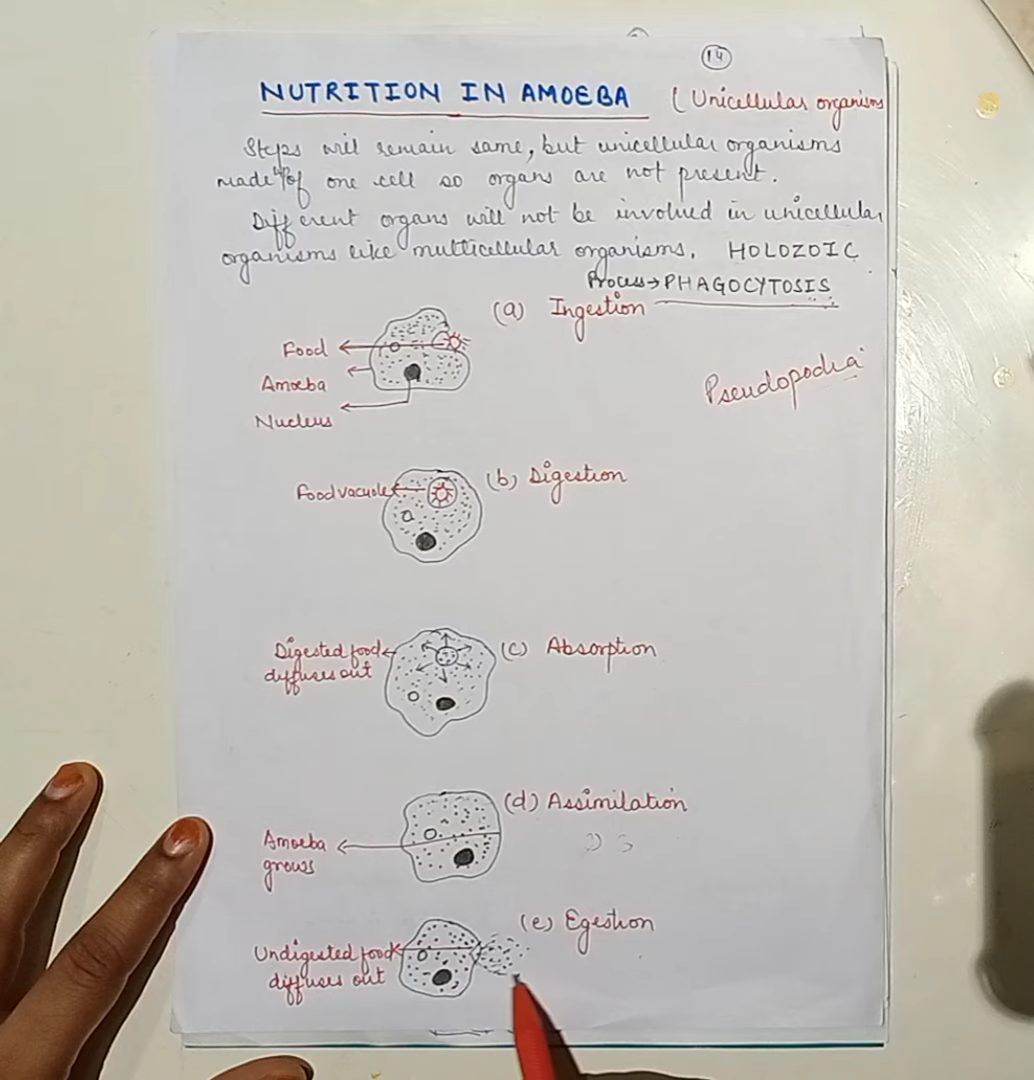 14
NUTRITION IN AMOEBA (Unicellular organisms
Steps will remain same, but unicellular organisms
made up of one cell so organs are not present.
Different organs will not be involved in unicellular
organisms like multicellular organisms. HOLOZOIC
Process→PHAGOCYTOSIS
(a) Ingestion
Food
Amoeba
Nucleus
Pseudopodia
(b) Digestion
Food vacuole
(c) Absorption
Digested food
diffuses out
(d) Assimilation
Amoeba
grows
(e) Egestion
Undigested food
diffuses out